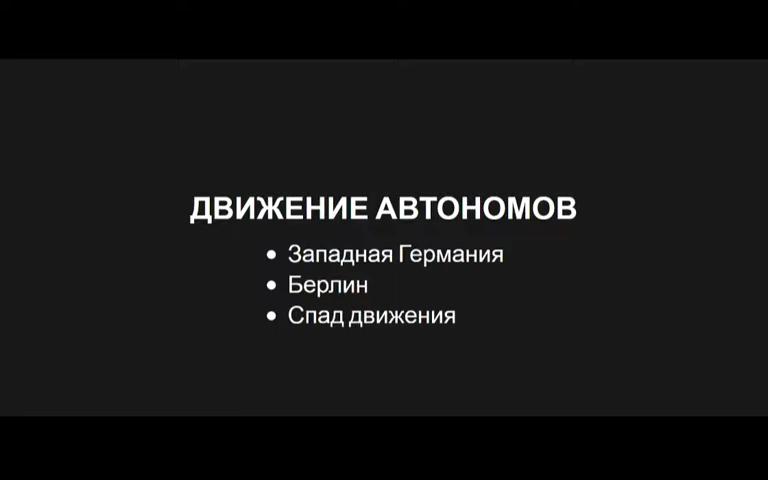 ДВИЖЕНИЕ АВТОНОМОВ
• Западная Германия
• Берлин
• Спад движения